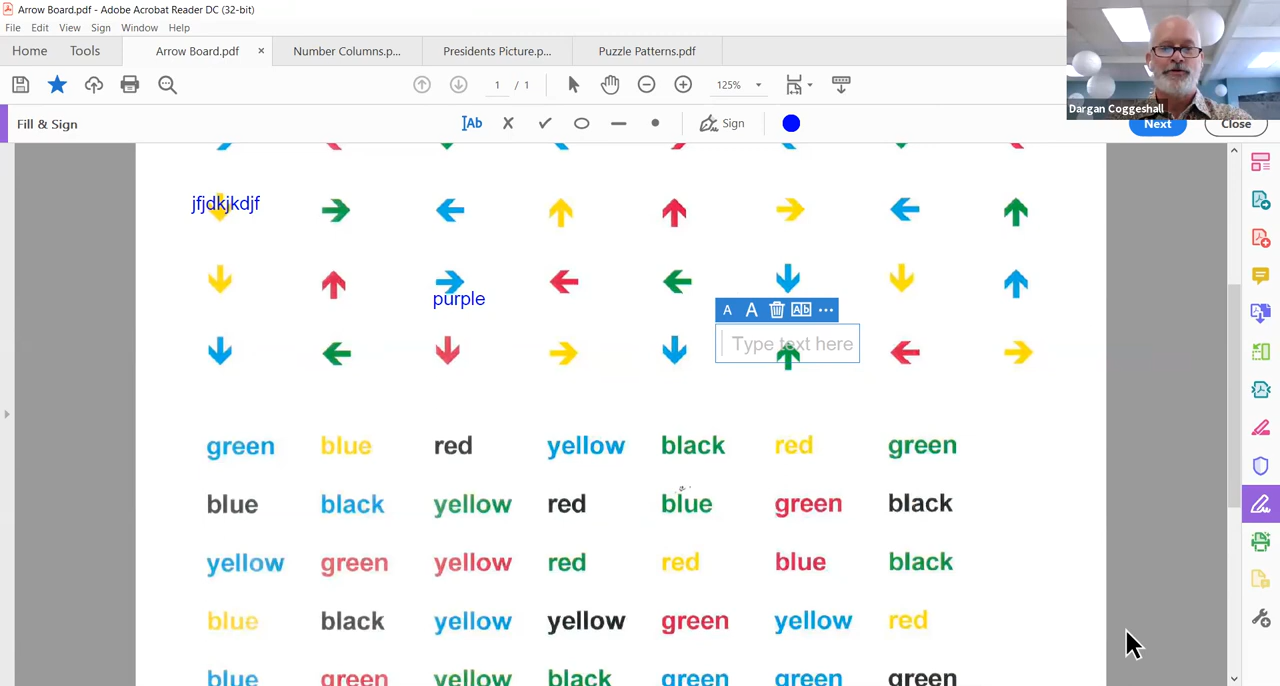 Arrow Board.pdf - Adobe Acrobat Reader DC (32-bit)
File Edit View Sign Window Help
Home Tools Arrow Board.pdf × Number Columns.p... Presidents Picture.p... Puzzle Patterns.pdf
1 / 1 125%
Dargan Coggeshall
Fill & Sign Ab Sign Next Close
jfjdkjkdjf
purple
A A Ab ...
Type text here
green blue red yellow black red green
blue black yellow red blue green black
yellow green yellow red red blue black
blue black yellow yellow green yellow red
blue green yellow black green green green